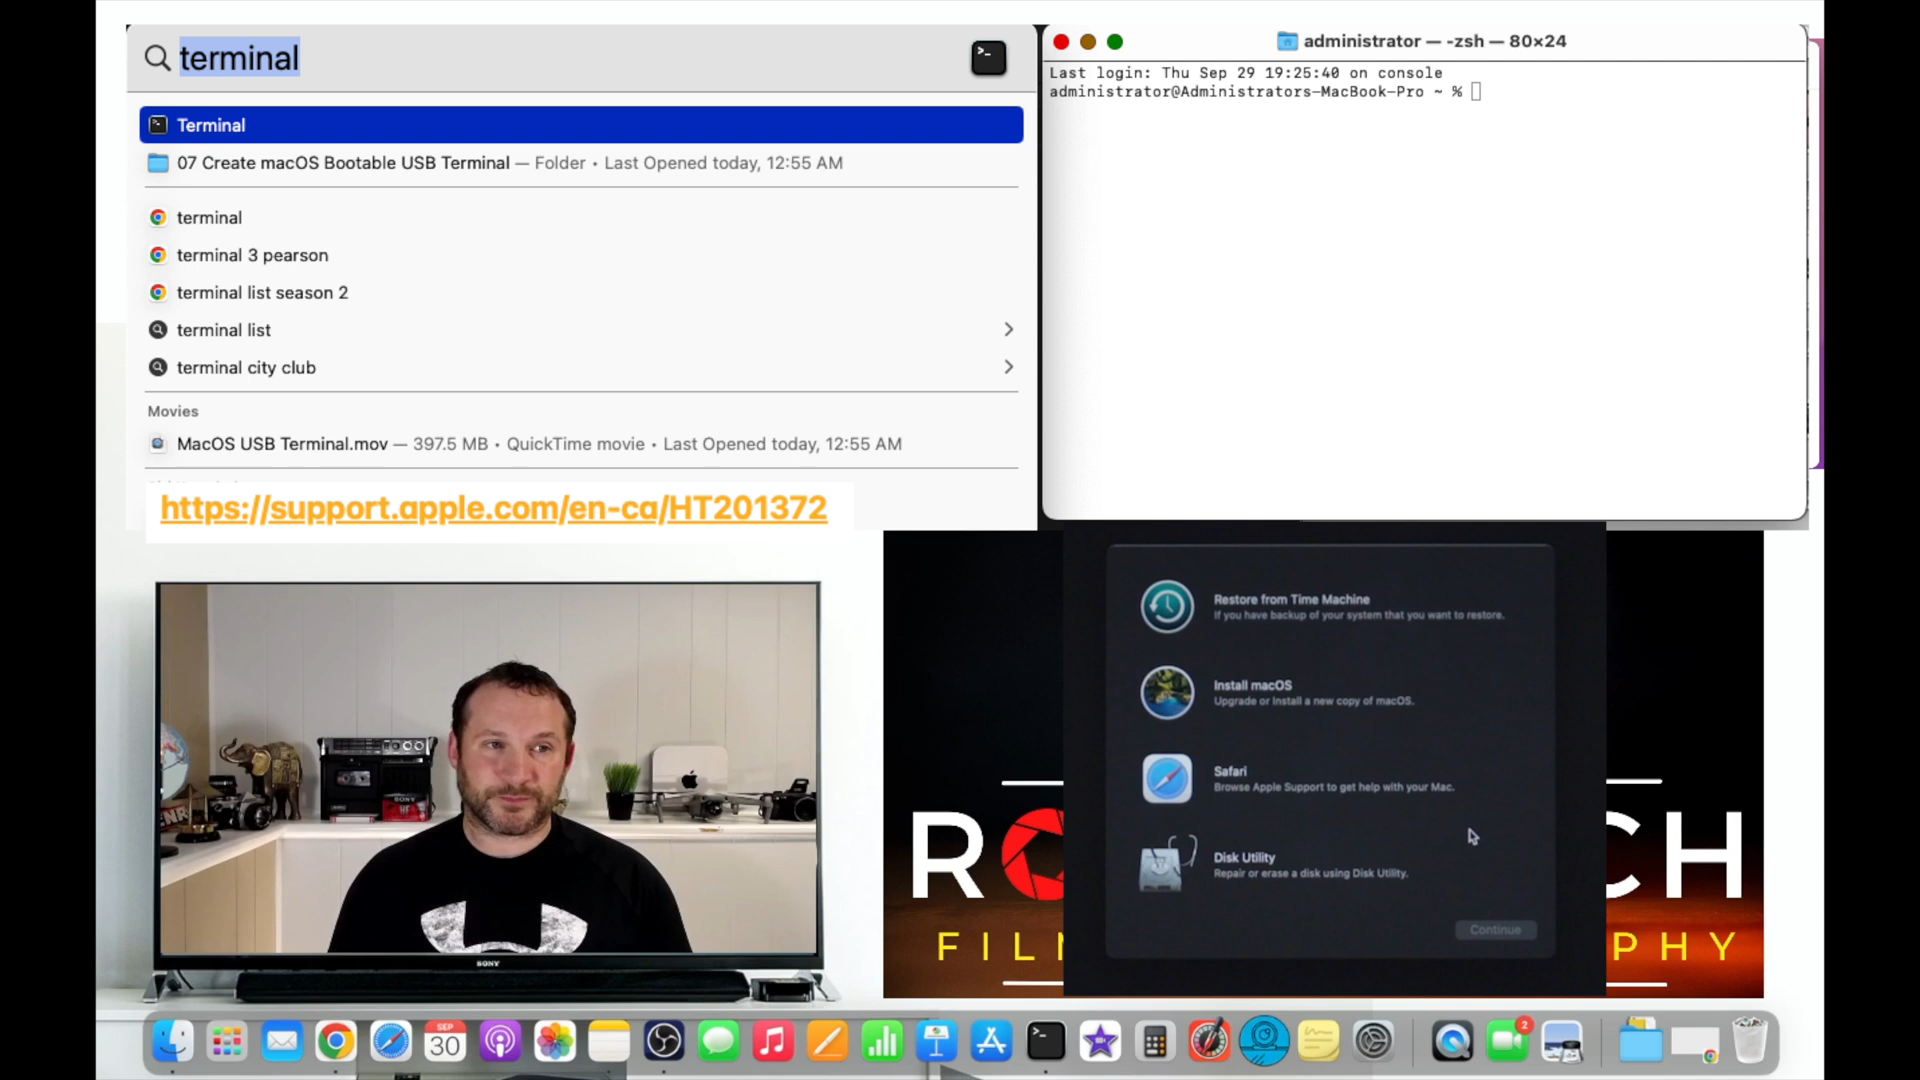 terminal
Terminal
07 Create macOS Bootable USB Terminal — Folder • Last Opened today, 12:55 AM
terminal
terminal 3 pearson
terminal list season 2
terminal list
terminal city club
Movies
MacOS USB Terminal.mov — 397.5 MB • QuickTime movie • Last Opened today, 12:55 AM
https://support.apple.com/en-ca/HT201372
administrator — -zsh — 80×24
Last login: Thu Sep 29 19:25:40 on console
administrator@Administrators-MacBook-Pro ~ %
Restore from Time Machine
If you have backup of your system that you want to restore.
Install macOS
Upgrade or Install a new copy of macOS.
Safari
Browse Apple Support to get help with your Mac.
Disk Utility
Repair or erase a disk using Disk Utility.
Continue
SONY
SONY
HF
SEP
30
2